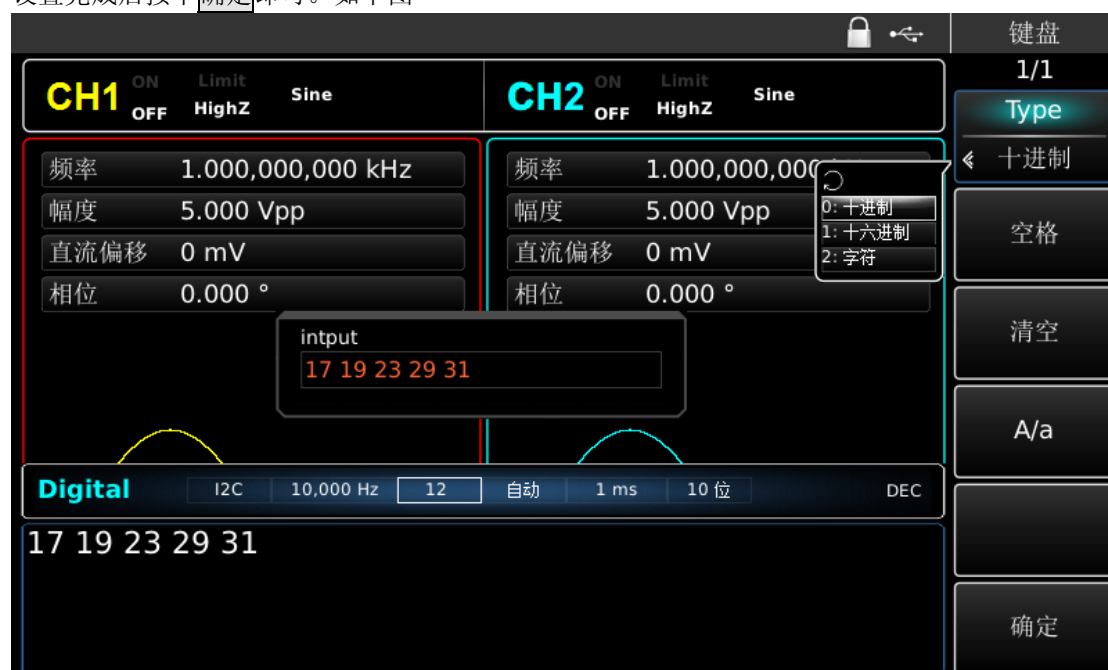 键盘
CH1 ON OFF Limit HighZ Sine
CH2 ON OFF Limit HighZ Sine
1/1
Type
十进制
频率 1.000,000,000 kHz
幅度 5.000 Vpp
直流偏移 0 mV
相位 0.000 °
频率 1.000,000,000
幅度 5.000 Vpp
直流偏移 0 mV
相位 0.000 °
0: 十进制
1: 十六进制
2: 字符
空格
清空
A/a
确定
intput
17 19 23 29 31
Digital I2C 10,000 Hz 12 自动 1 ms 10 位 DEC
17 19 23 29 31